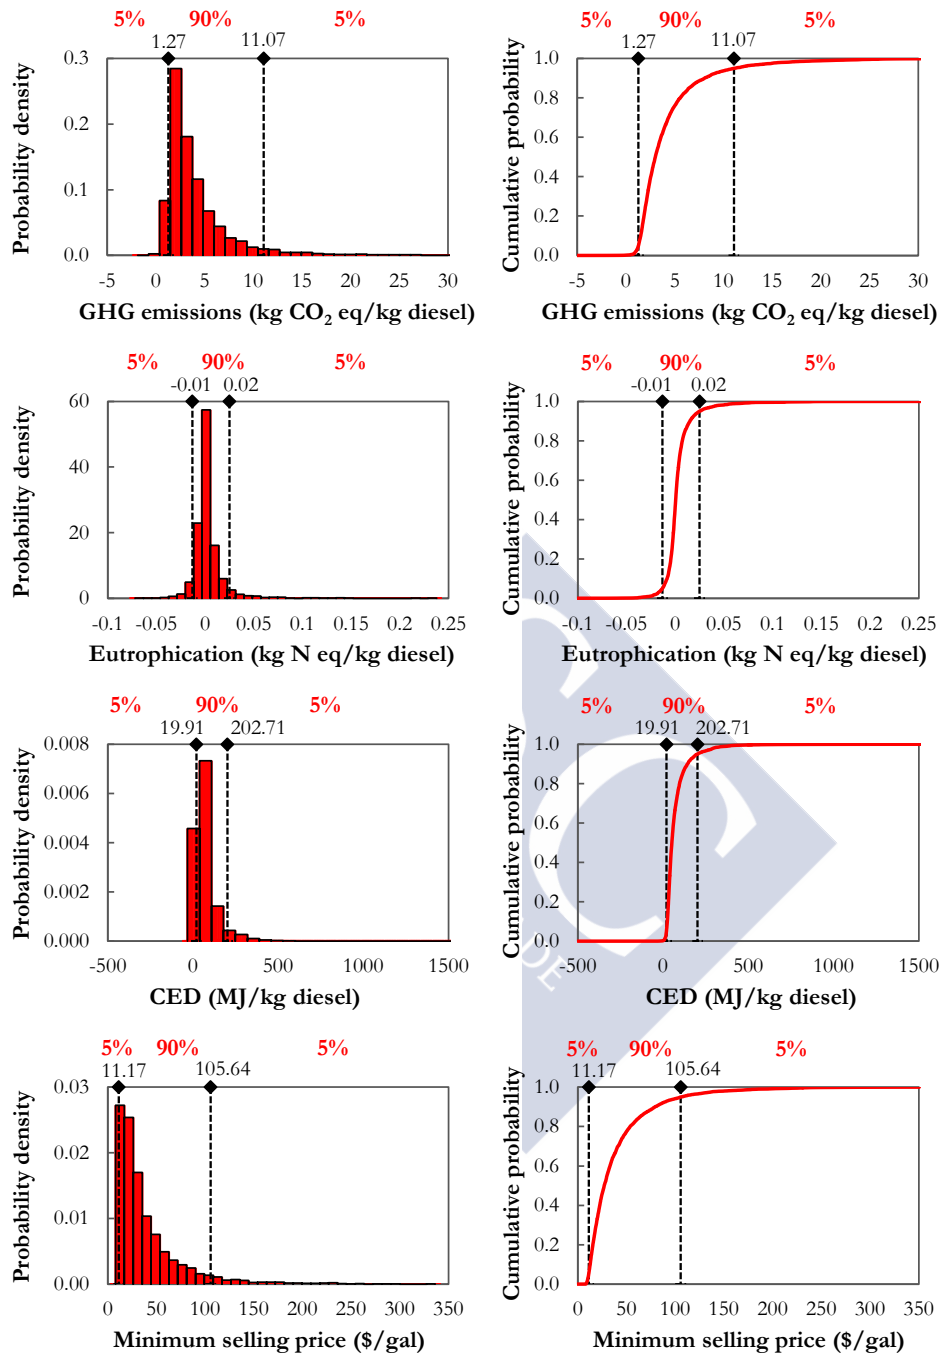 5% 90% 5%
1.27 11.07
0.3
0.2
0.1
0.0
Probability density
-5 0 5 10 15 20 25 30
GHG emissions (kg CO₂ eq/kg diesel)
5% 90% 5%
1.27 11.07
1.0
0.8
0.6
0.4
0.2
0.0
Cumulative probability
-5 0 5 10 15 20 25 30
GHG emissions (kg CO₂ eq/kg diesel)
5% 90% 5%
-0.01 0.02
60
40
20
0
Probability density
-0.1 -0.05 0 0.05 0.1 0.15 0.2 0.25
Eutrophication (kg N eq/kg diesel)
5% 90% 5%
-0.01 0.02
1.0
0.8
0.6
0.4
0.2
0.0
Cumulative probability
-0.1 -0.05 0 0.05 0.1 0.15 0.2 0.25
Eutrophication (kg N eq/kg diesel)
5% 90% 5%
19.91 202.71
0.008
0.006
0.004
0.002
0.000
Probability density
-500 0 500 1000 1500
CED (MJ/kg diesel)
5% 90% 5%
19.91 202.71
1.0
0.8
0.6
0.4
0.2
0.0
Cumulative probability
-500 0 500 1000 1500
CED (MJ/kg diesel)
5% 90% 5%
11.17 105.64
0.03
0.02
0.01
0.00
Probability density
0 50 100 150 200 250 300 350
Minimum selling price ($/gal)
5% 90% 5%
11.17 105.64
1.0
0.8
0.6
0.4
0.2
0.0
Cumulative probability
0 50 100 150 200 250 300 350
Minimum selling price ($/gal)
DE